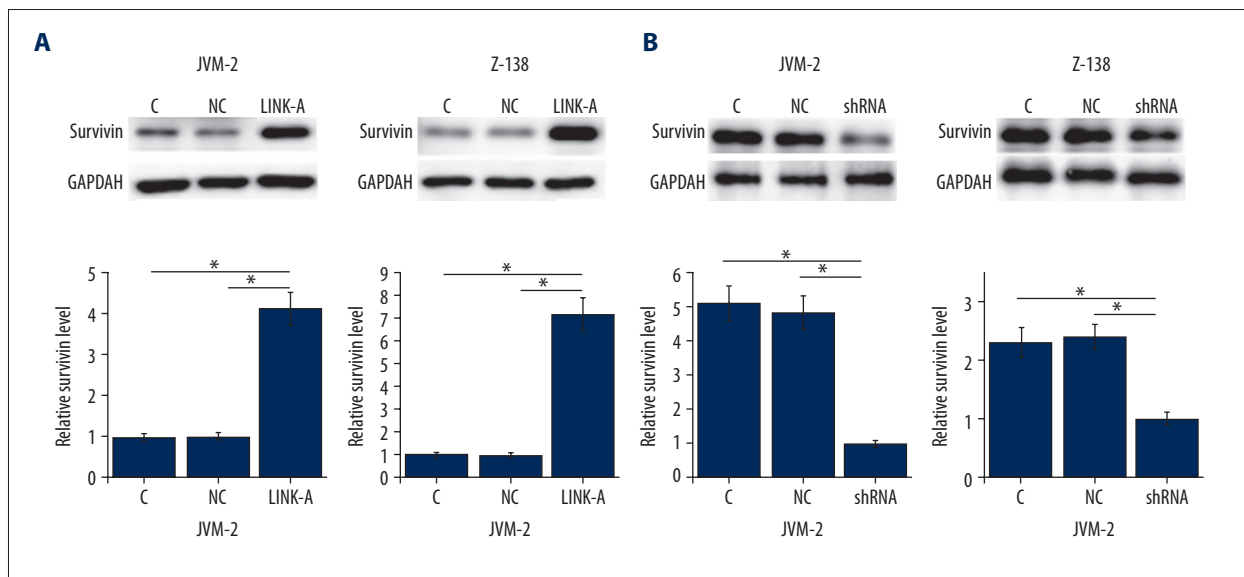 A
JVM-2
C NC LINK-A
Survivin
GAPDAH
Z-138
C NC LINK-A
Survivin
GAPDAH
B
JVM-2
C NC shRNA
Survivin
GAPDAH
Z-138
C NC shRNA
Survivin
GAPDAH
Relative survivin level
5
4
3
2
1
0
*
*
C NC LINK-A
JVM-2
Relative survivin level
9
8
7
6
5
4
3
2
1
0
*
*
C NC LINK-A
JVM-2
Relative survivin level
6
5
4
3
2
1
0
*
*
C NC shRNA
JVM-2
Relative survivin level
3
2
1
0
*
*
C NC shRNA
JVM-2